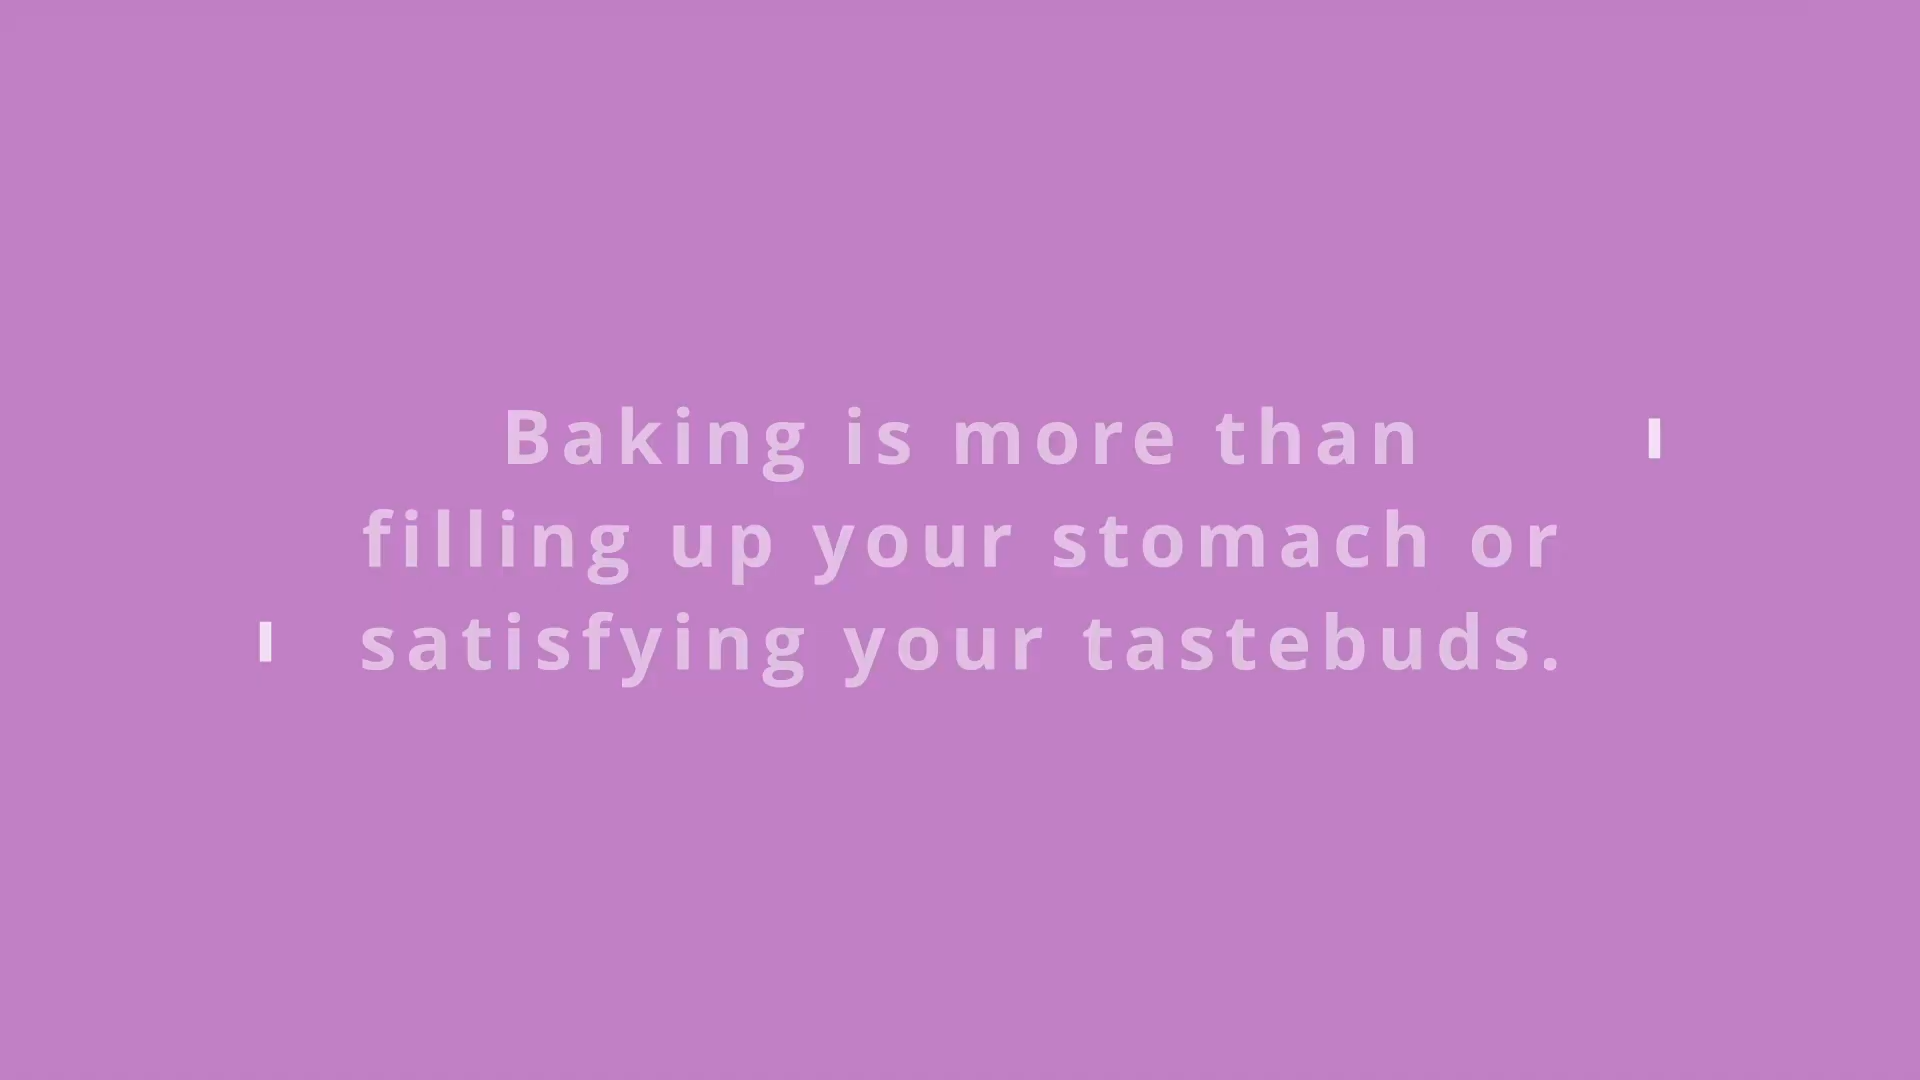 Baking is more than
filling up your stomach or
satisfying your tastebuds.